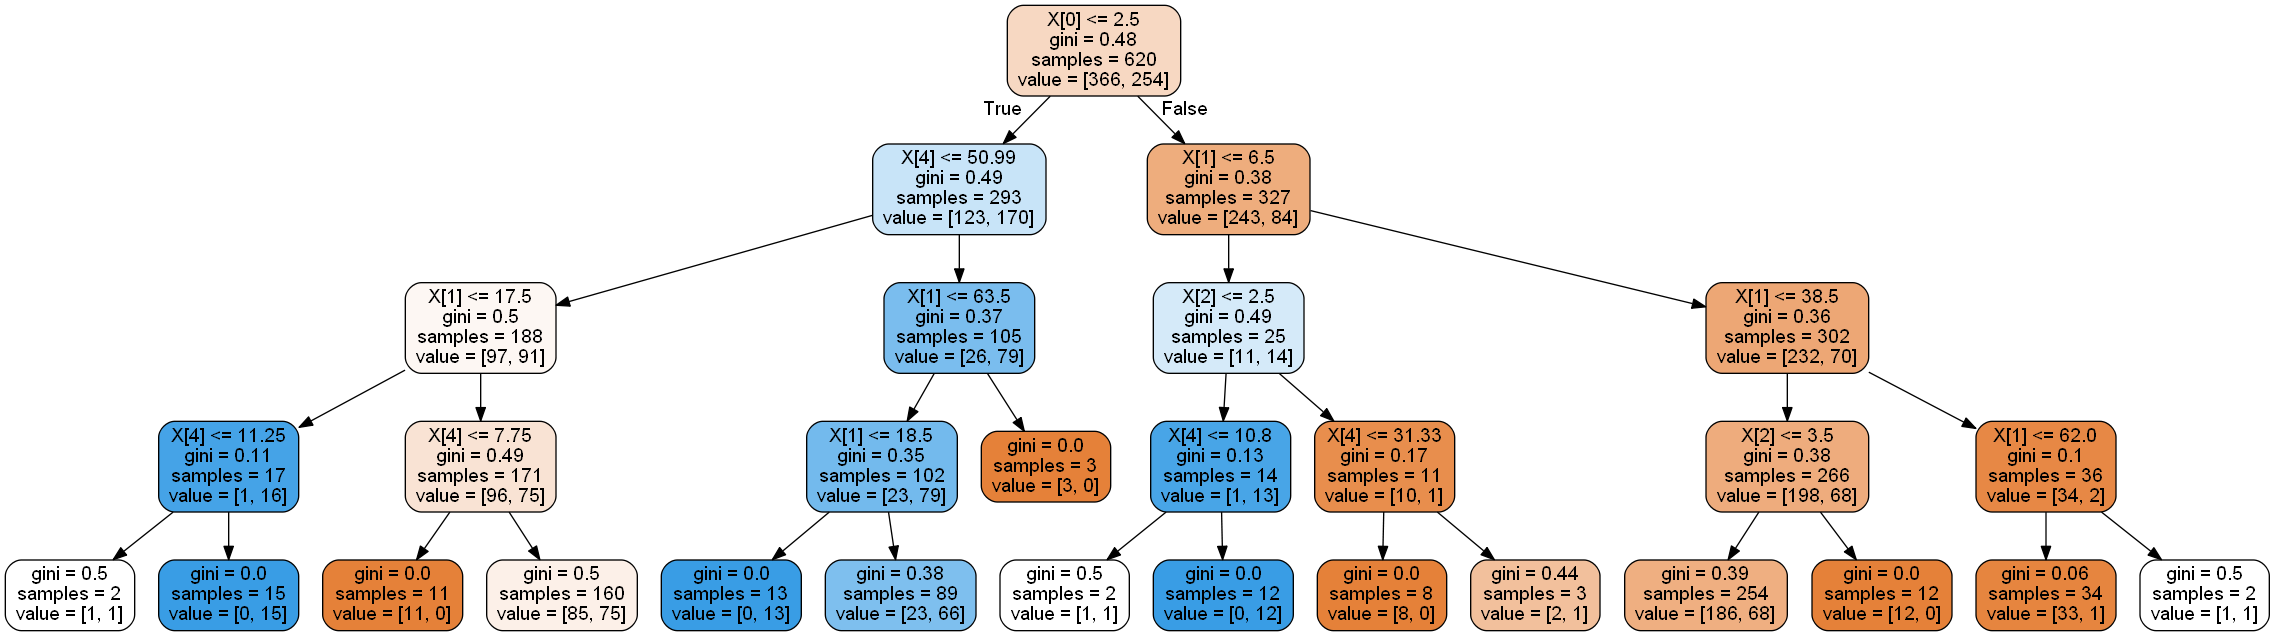 X[0] <= 2.5
gini = 0.48
samples = 620
value = [366, 254]
True
False
X[4] <= 50.99
gini = 0.49
samples = 293
value = [123, 170]
X[1] <= 6.5
gini = 0.38
samples = 327
value = [243, 84]
X[1] <= 17.5
gini = 0.5
samples = 188
value = [97, 91]
X[1] <= 63.5
gini = 0.37
samples = 105
value = [26, 79]
X[2] <= 2.5
gini = 0.49
samples = 25
value = [11, 14]
X[1] <= 38.5
gini = 0.36
samples = 302
value = [232, 70]
X[4] <= 11.25
gini = 0.11
samples = 17
value = [1, 16]
X[4] <= 7.75
gini = 0.49
samples = 171
value = [96, 75]
X[1] <= 18.5
gini = 0.35
samples = 102
value = [23, 79]
gini = 0.0
samples = 3
value = [3, 0]
X[4] <= 10.8
gini = 0.13
samples = 14
value = [1, 13]
X[4] <= 31.33
gini = 0.17
samples = 11
value = [10, 1]
X[2] <= 3.5
gini = 0.38
samples = 266
value = [198, 68]
X[1] <= 62.0
gini = 0.1
samples = 36
value = [34, 2]
gini = 0.5
samples = 2
value = [1, 1]
gini = 0.0
samples = 15
value = [0, 15]
gini = 0.0
samples = 11
value = [11, 0]
gini = 0.5
samples = 160
value = [85, 75]
gini = 0.0
samples = 13
value = [0, 13]
gini = 0.38
samples = 89
value = [23, 66]
gini = 0.5
samples = 2
value = [1, 1]
gini = 0.0
samples = 12
value = [0, 12]
gini = 0.0
samples = 8
value = [8, 0]
gini = 0.44
samples = 3
value = [2, 1]
gini = 0.39
samples = 254
value = [186, 68]
gini = 0.0
samples = 12
value = [12, 0]
gini = 0.06
samples = 34
value = [33, 1]
gini = 0.5
samples = 2
value = [1, 1]